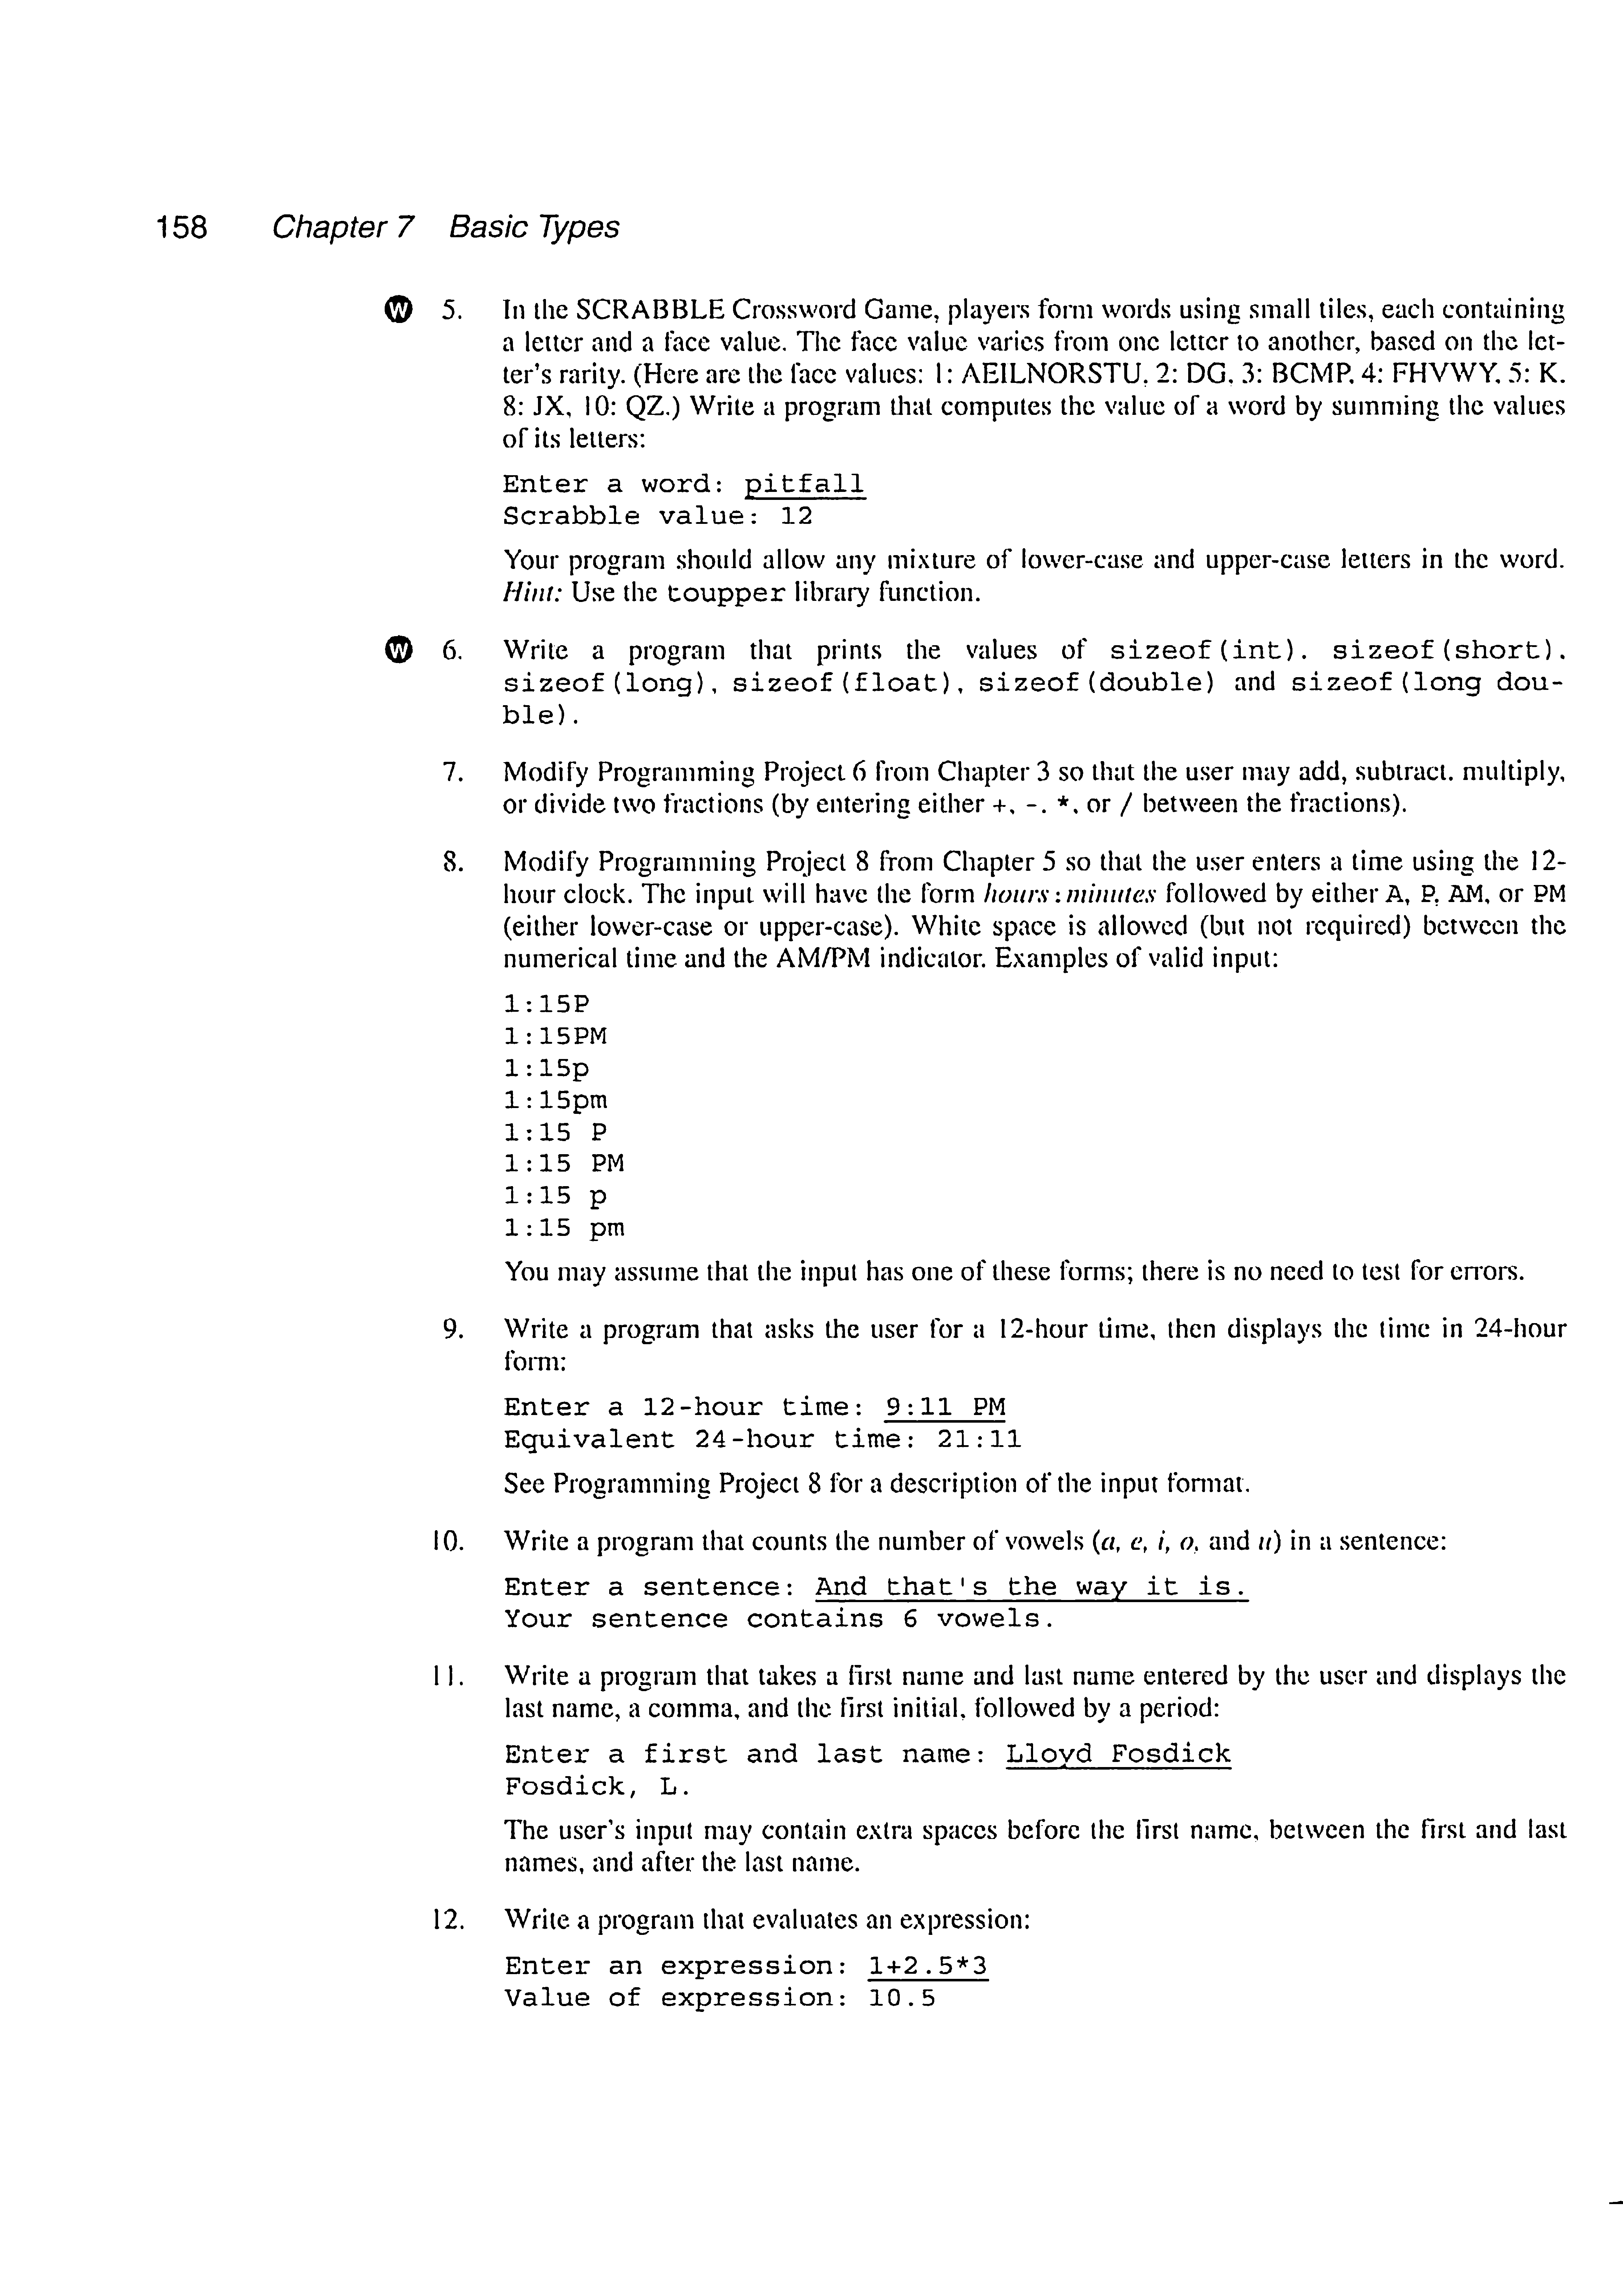 158 Chapter 7 Basic Types
W 5. In the SCRABBLE Crossword Game, players form words using small tiles, each containing
a letter and a face value. The face value varies from one letter to another, based on the let-
ter's rarity. (Here are the face values: 1: AEILNORSTU, 2: DG, 3: BCMP, 4: FHVWY, 5: K.
8: JX, 10: QZ.) Write a program that computes the value of a word by summing the values
of its letters:
Enter a word: pitfall
Scrabble value: 12
Your program should allow any mixture of lower-case and upper-case letters in the word.
Hint: Use the toupper library function.
W 6. Write a program that prints the values of sizeof(int). sizeof(short).
sizeof(long), sizeof(float), sizeof(double) and sizeof(long dou-
ble).
7. Modify Programming Project 6 from Chapter 3 so that the user may add, subtract. multiply,
or divide two fractions (by entering either +, -. *, or / between the fractions).
8. Modify Programming Project 8 from Chapter 5 so that the user enters a time using the 12-
hour clock. The input will have the form hours:minutes followed by either A, P, AM, or PM
(either lower-case or upper-case). White space is allowed (but not required) between the
numerical time and the AM/PM indicator. Examples of valid input:
1:15P
1:15PM
1:15p
1:15pm
1:15 P
1:15 PM
1:15 p
1:15 pm
You may assume that the input has one of these forms; there is no need to test for errors.
9. Write a program that asks the user for a 12-hour time, then displays the time in 24-hour
form:
Enter a 12-hour time: 9:11 PM
Equivalent 24-hour time: 21:11
See Programming Project 8 for a description of the input format.
10. Write a program that counts the number of vowels (a, e, i, o, and u) in a sentence:
Enter a sentence: And that's the way it is.
Your sentence contains 6 vowels.
11. Write a program that takes a first name and last name entered by the user and displays the
last name, a comma, and the first initial, followed by a period:
Enter a first and last name: Lloyd Fosdick
Fosdick, L.
The user's input may contain extra spaces before the first name, between the first and last
names, and after the last name.
12. Write a program that evaluates an expression:
Enter an expression: 1+2.5*3
Value of expression: 10.5